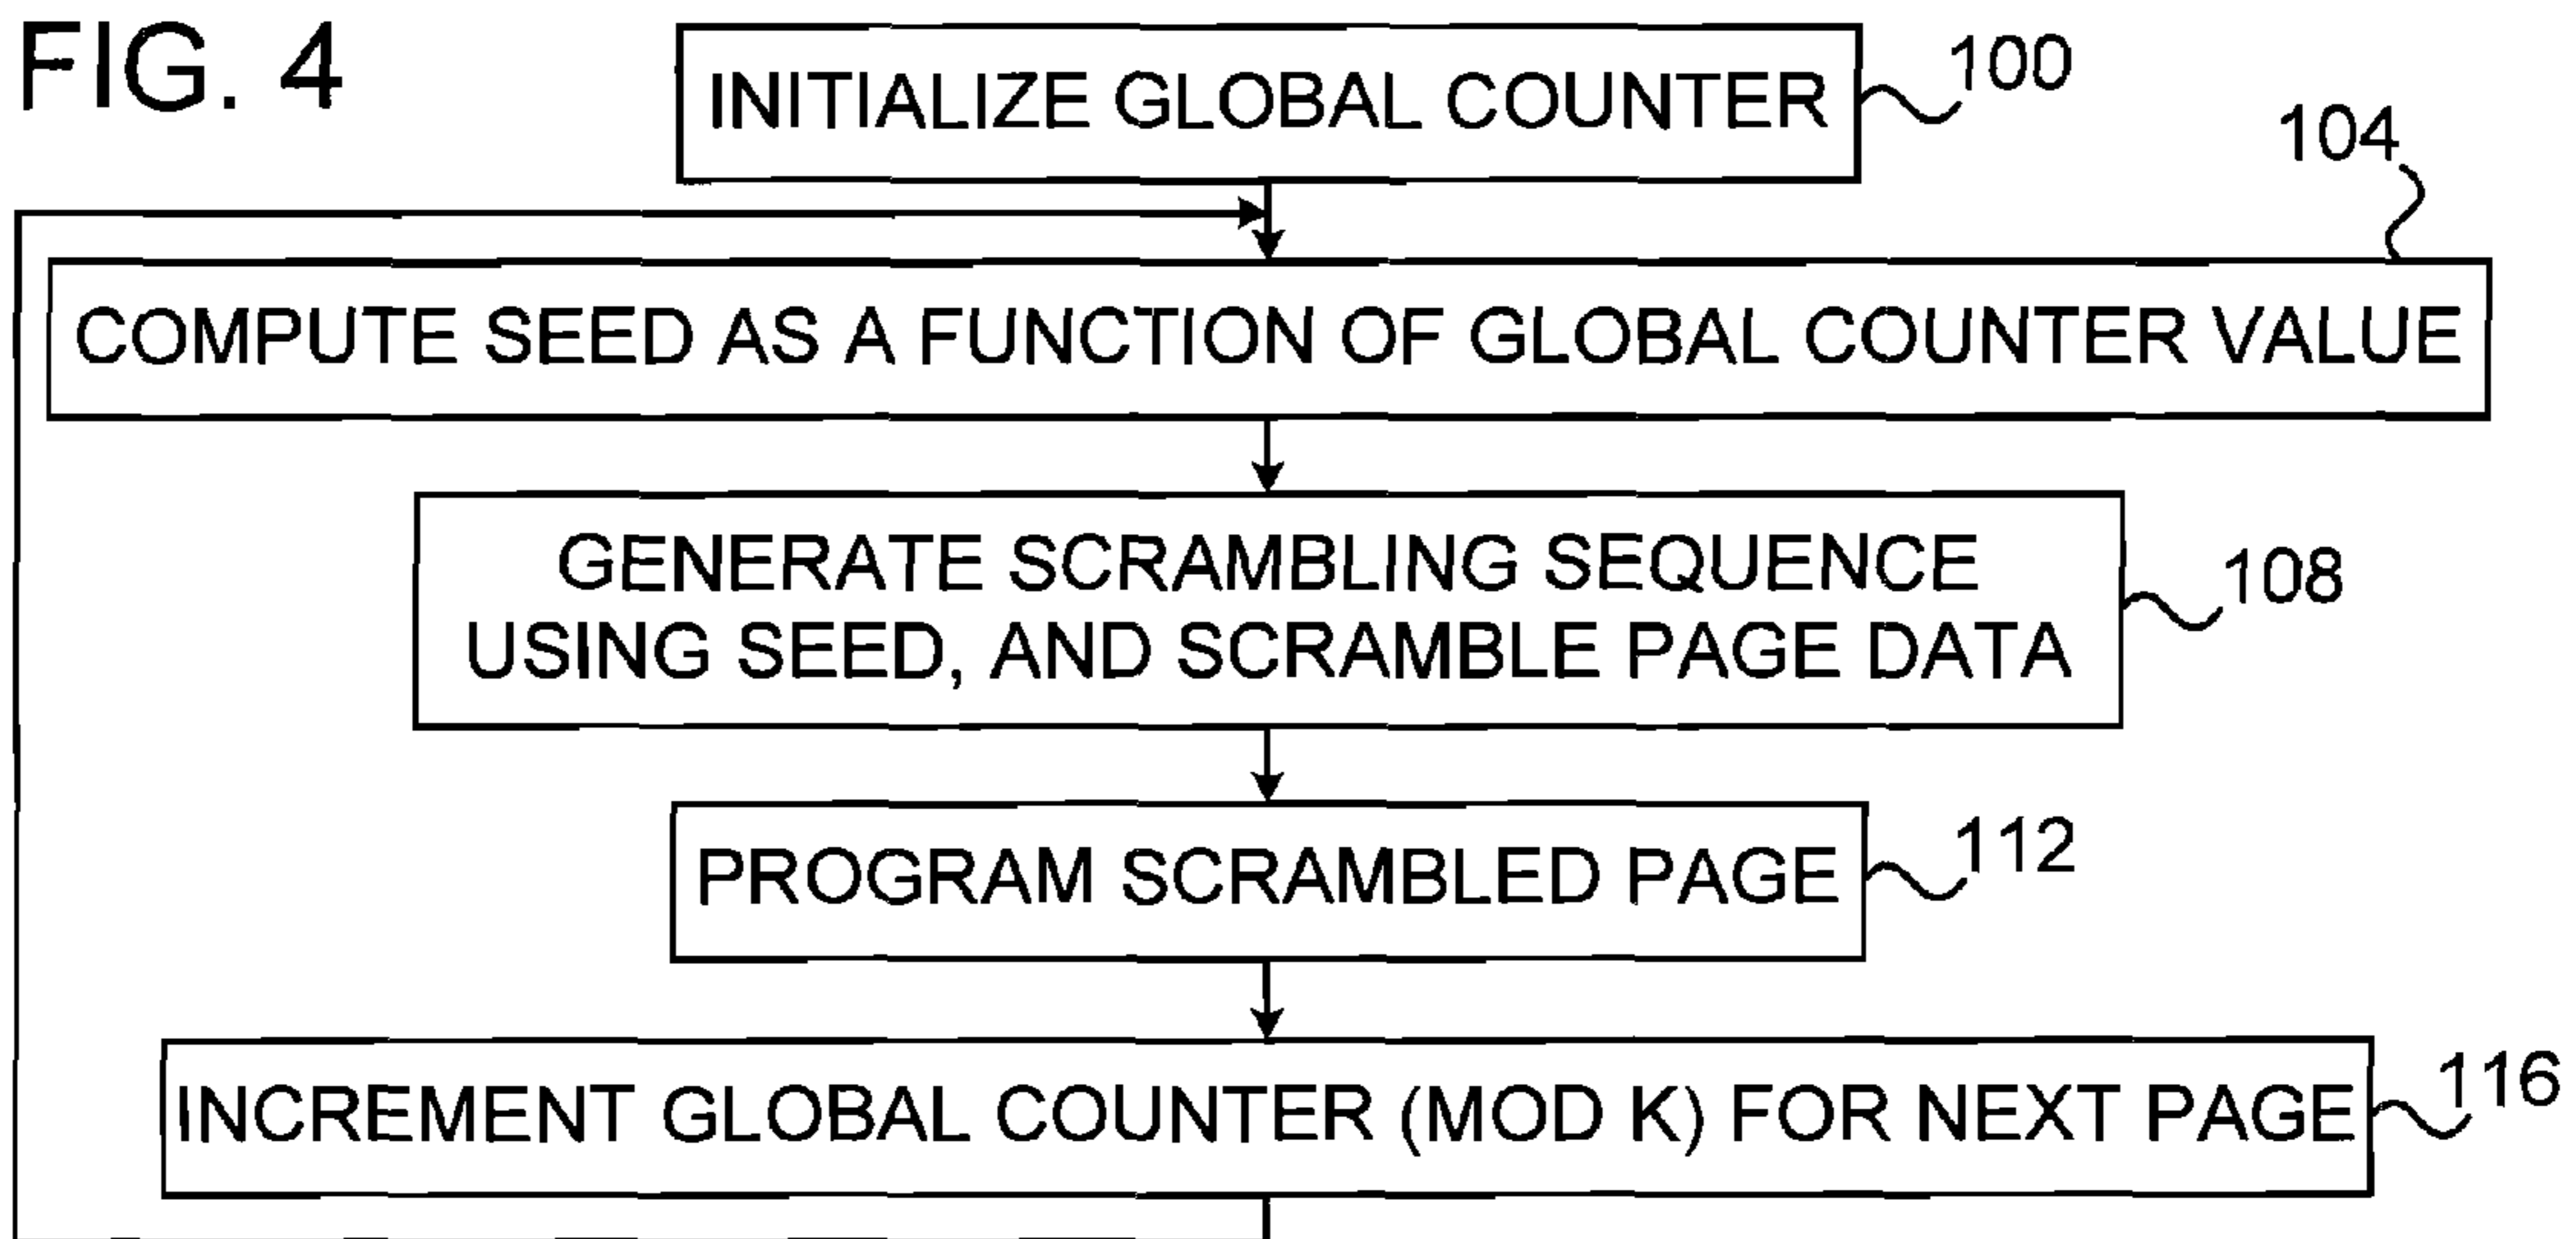 FIG. 4
INITIALIZE GLOBAL COUNTER
100
104
COMPUTE SEED AS A FUNCTION OF GLOBAL COUNTER VALUE
GENERATE SCRAMBLING SEQUENCE
USING SEED, AND SCRAMBLE PAGE DATA
108
PROGRAM SCRAMBLED PAGE
112
INCREMENT GLOBAL COUNTER (MOD K) FOR NEXT PAGE
116